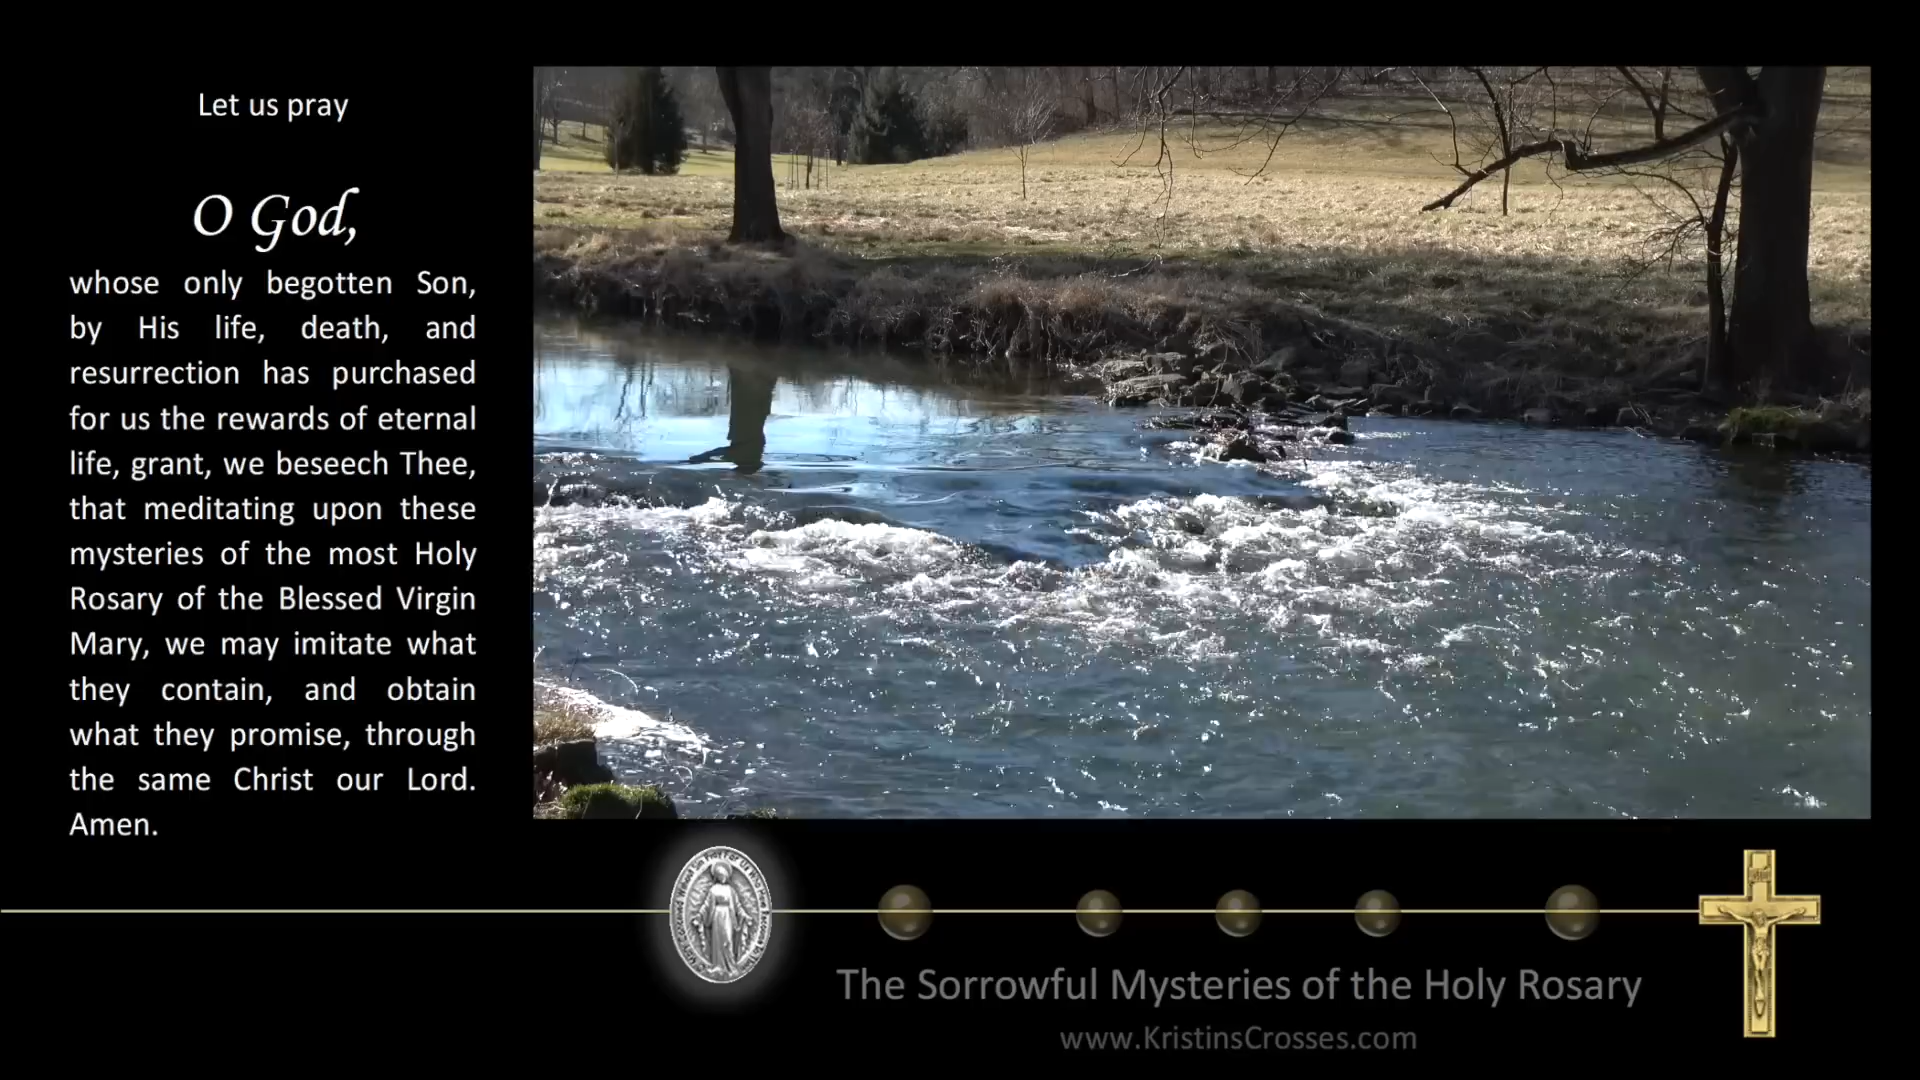 Let us pray
O God,
whose only begotten Son,
by His life, death, and
resurrection has purchased
for us the rewards of eternal
life, grant, we beseech Thee,
that meditating upon these
mysteries of the most Holy
Rosary of the Blessed Virgin
Mary, we may imitate what
they contain, and obtain
what they promise, through
the same Christ our Lord.
Amen.
The Sorrowful Mysteries of the Holy Rosary
www.KristinsCrosses.com